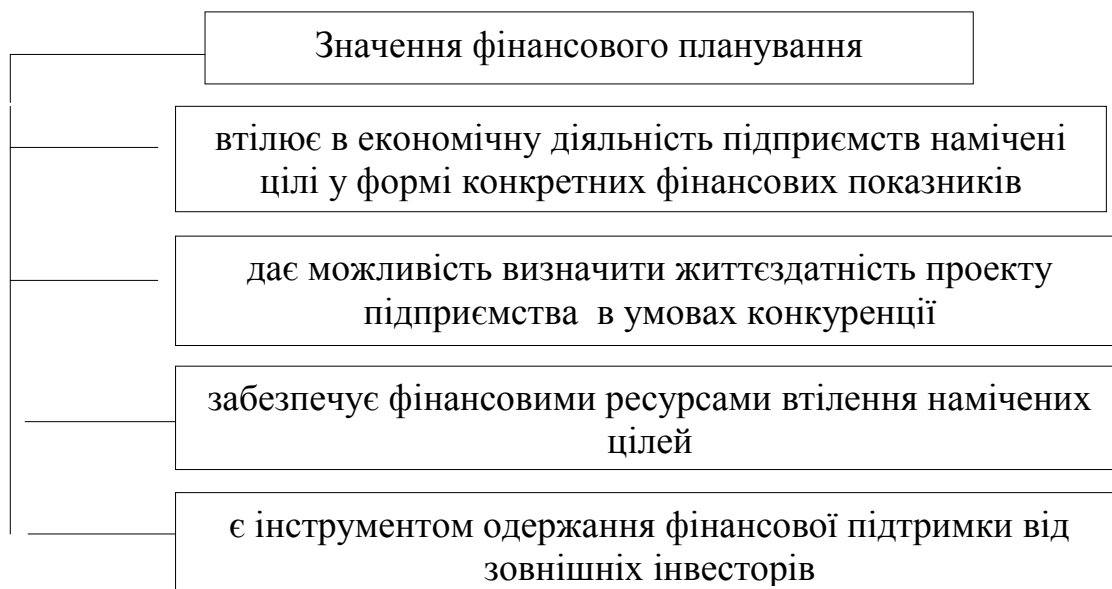 Значення фінансового планування
втілює в економічну діяльність підприємств намічені
цілі у формі конкретних фінансових показників
дає можливість визначити життєздатність проекту
підприємства в умовах конкуренції
забезпечує фінансовими ресурсами втілення намічених
цілей
є інструментом одержання фінансової підтримки від
зовнішніх інвесторів